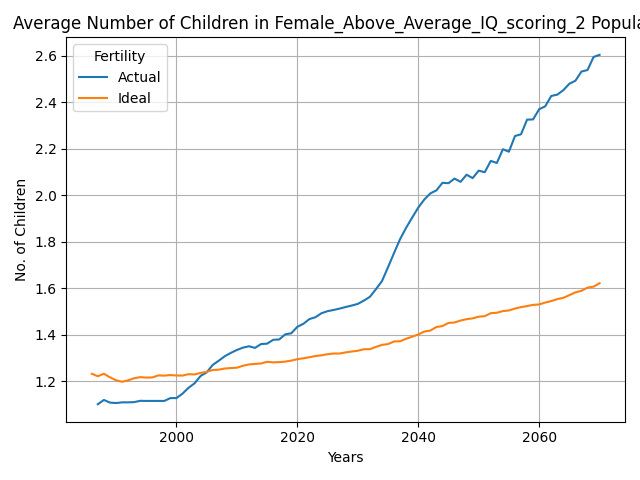 Average Number of Children in Female_Above_Average_IQ_scoring_2 Popula
Fertility
Actual
Ideal
No. of Children
2.6
2.4
2.2
2.0
1.8
1.6
1.4
1.2
2000 2020 2040 2060
Years